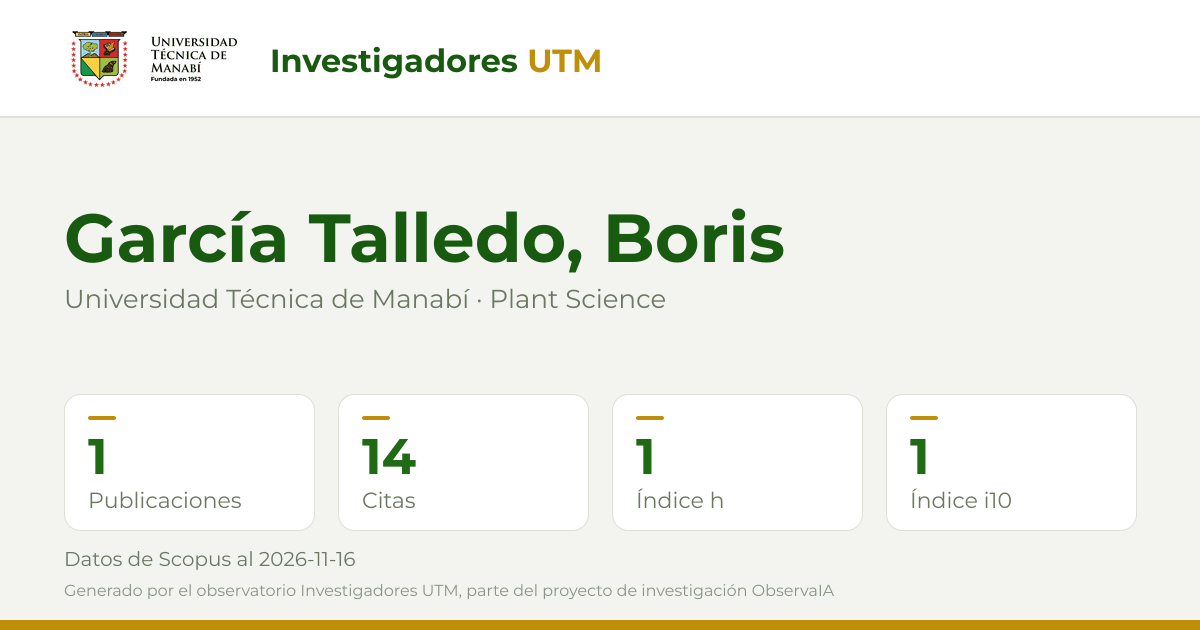 UNIVERSIDAD
TÉCNICA DE
MANABÍ
Fundada en 1952
Investigadores UTM
García Talledo, Boris
Universidad Técnica de Manabí · Plant Science
1
Publicaciones
14
Citas
1
Índice h
1
Índice i10
Datos de Scopus al 2026-11-16
Generado por el observatorio Investigadores UTM, parte del proyecto de investigación ObservaIA